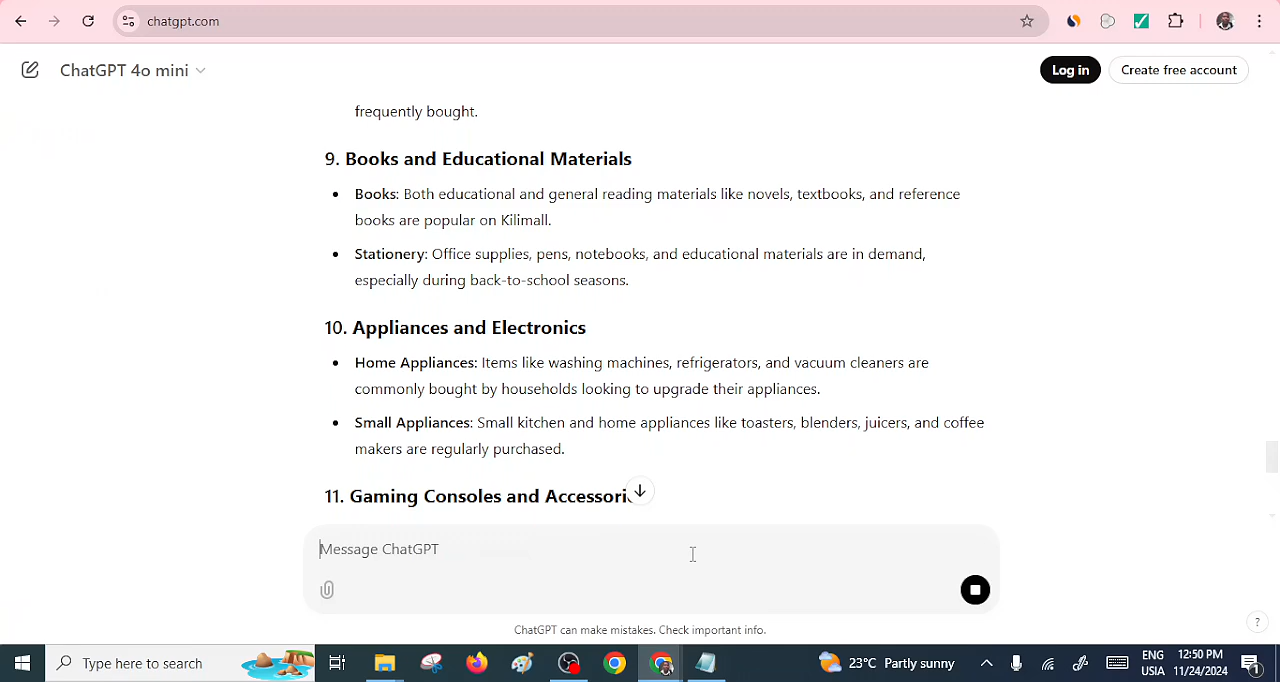 chatgpt.com
ChatGPT 4o mini
Log in
Create free account
frequently bought.
9. Books and Educational Materials
Books: Both educational and general reading materials like novels, textbooks, and reference
books are popular on Kilimall.
Stationery: Office supplies, pens, notebooks, and educational materials are in demand,
especially during back-to-school seasons.
10. Appliances and Electronics
Home Appliances: Items like washing machines, refrigerators, and vacuum cleaners are
commonly bought by households looking to upgrade their appliances.
Small Appliances: Small kitchen and home appliances like toasters, blenders, juicers, and coffee
makers are regularly purchased.
11. Gaming Consoles and
Message ChatGPT
ChatGPT can make mistakes. Check important info.
?
Type here to search
23°C Partly sunny
ENG
USIA
12:50 PM
11/24/2024
1